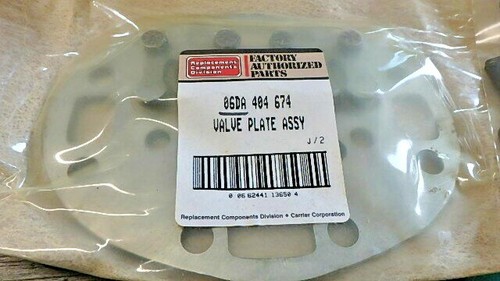 Replacement
Components
Division
FACTORY
AUTHORIZED
PARTS
06DA 404 674
VALVE PLATE ASSY
J/2
0 06 62441 13650 4
Replacement Components Division • Carrier Corporation